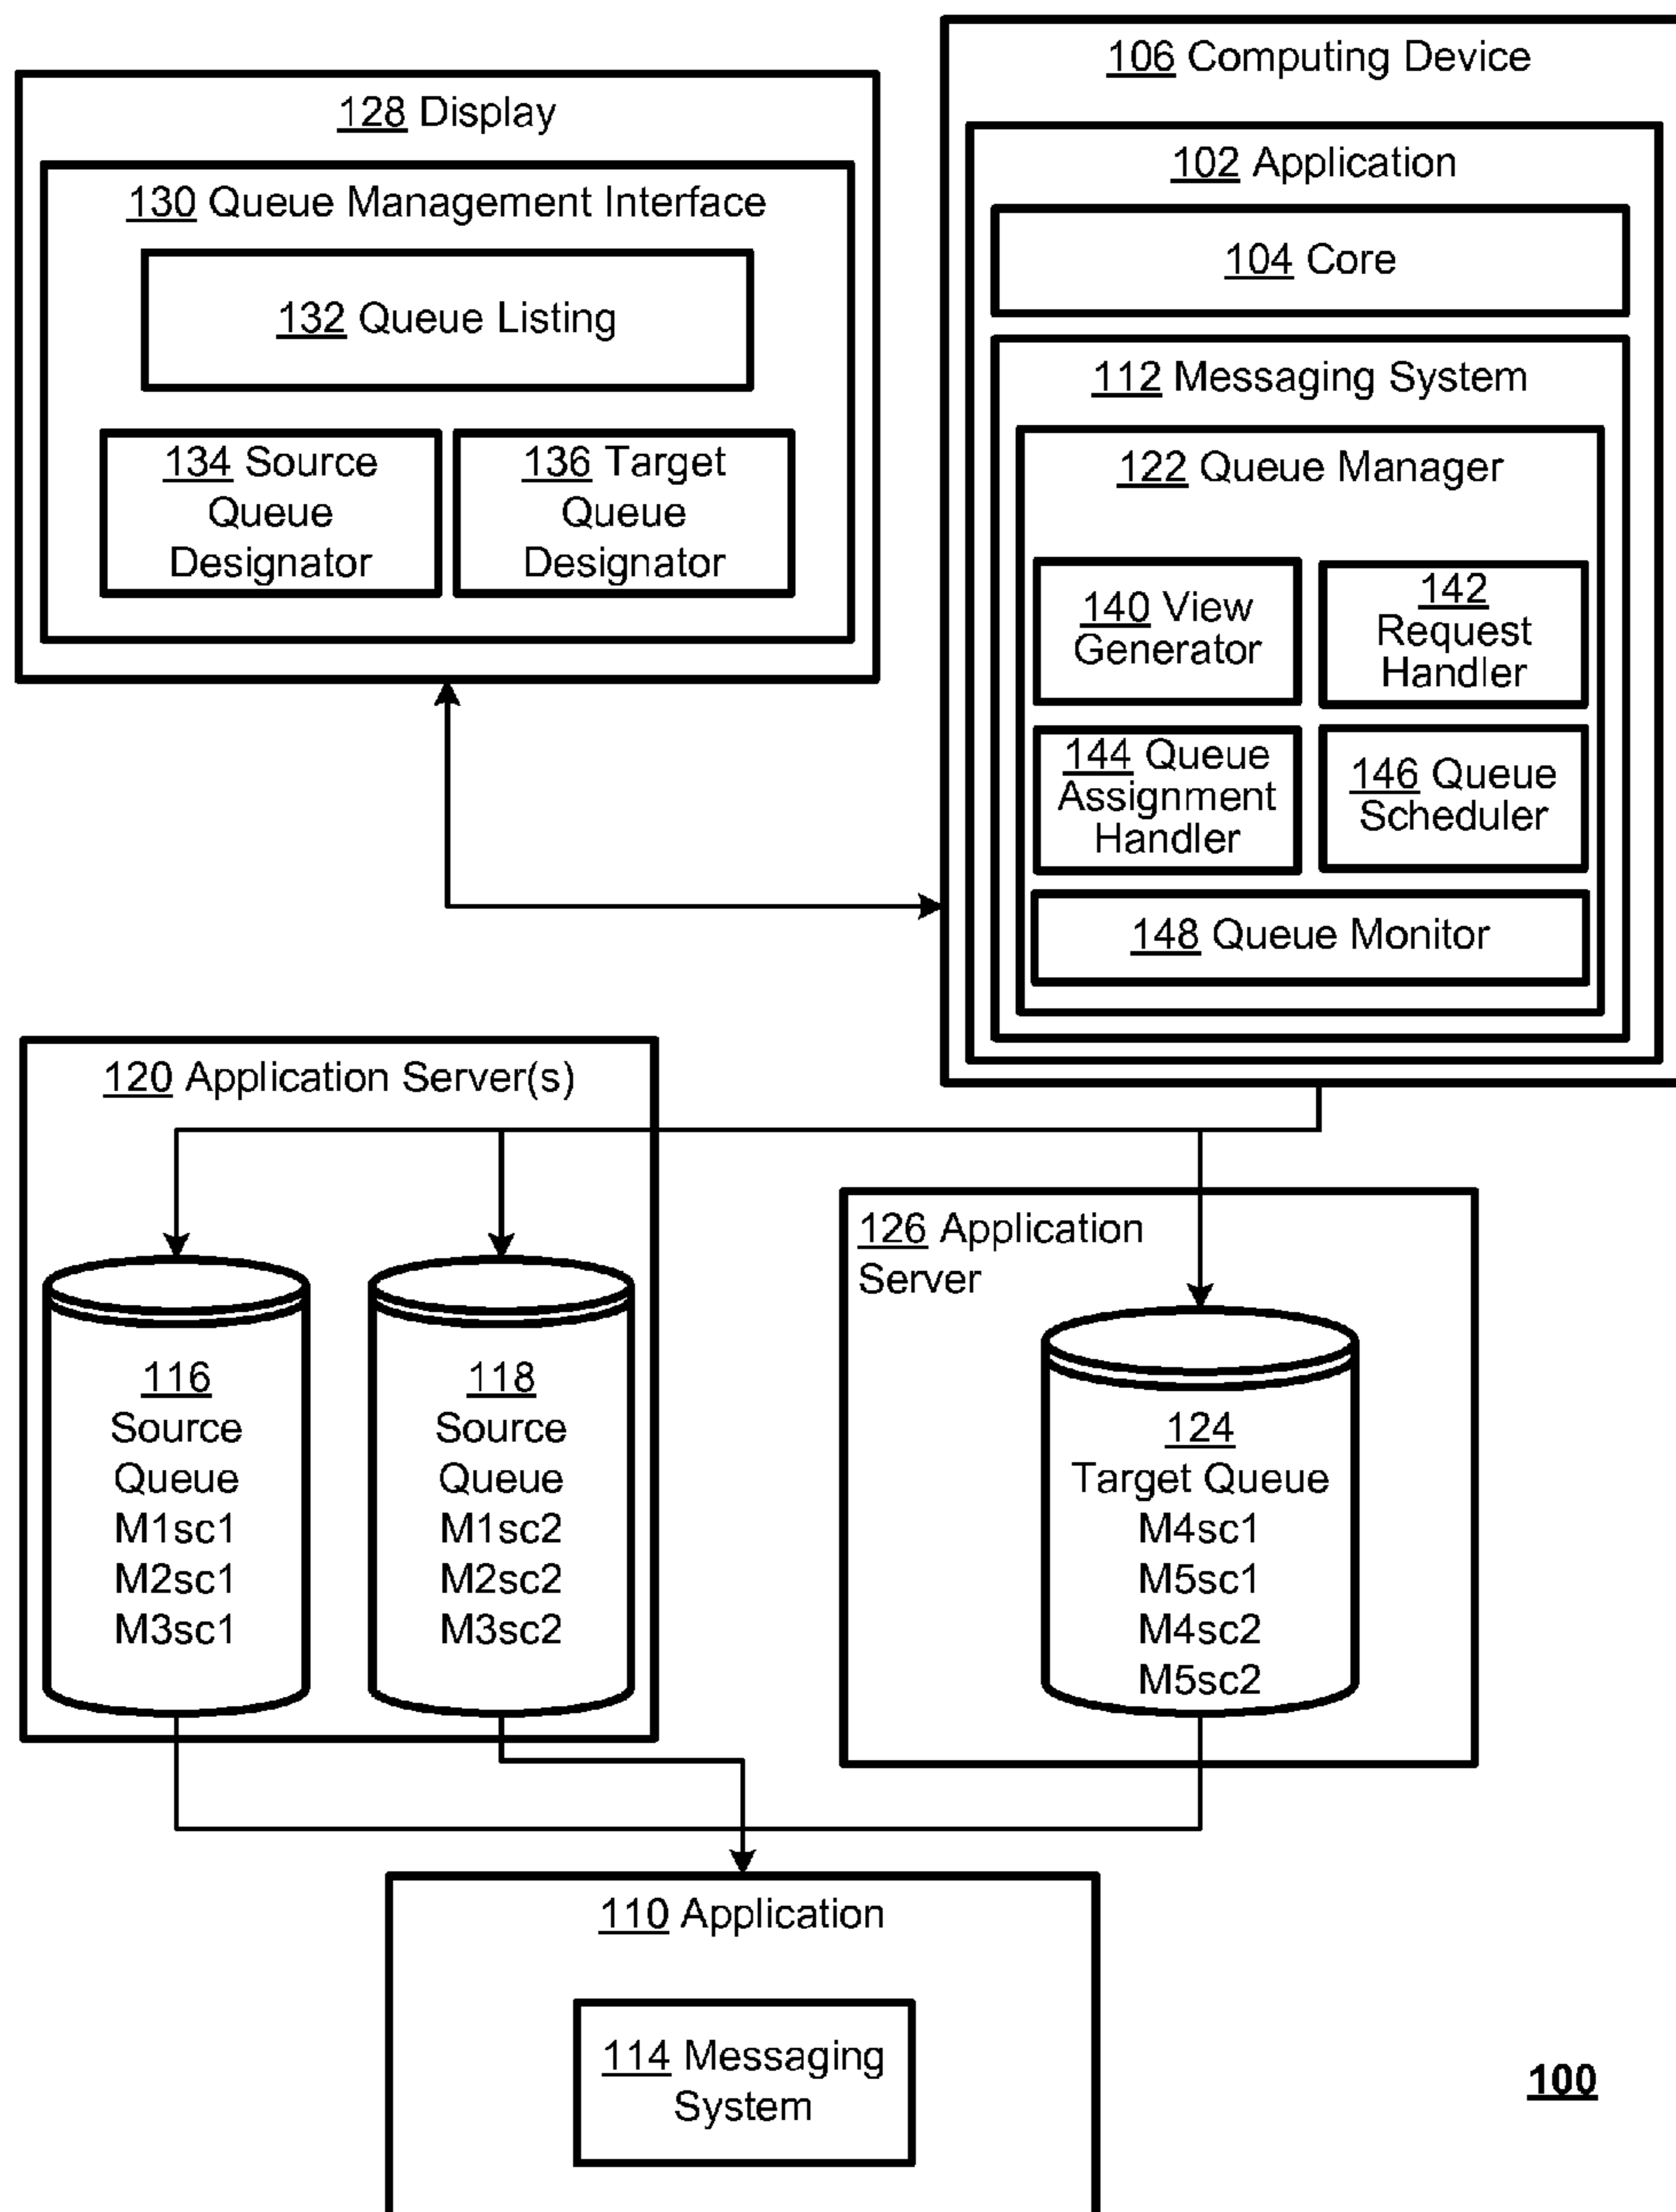 128 Display
130 Queue Management Interface
132 Queue Listing
134 Source
Queue
Designator
136 Target
Queue
Designator
106 Computing Device
102 Application
104 Core
112 Messaging System
122 Queue Manager
140 View
Generator
142
Request
Handler
144 Queue
Assignment
Handler
146 Queue
Scheduler
148 Queue Monitor
120 Application Server(s)
116
Source
Queue
M1sc1
M2sc1
M3sc1
118
Source
Queue
M1sc2
M2sc2
M3sc2
126 Application
Server
124
Target Queue
M4sc1
M5sc1
M4sc2
M5sc2
110 Application
114 Messaging
System
100